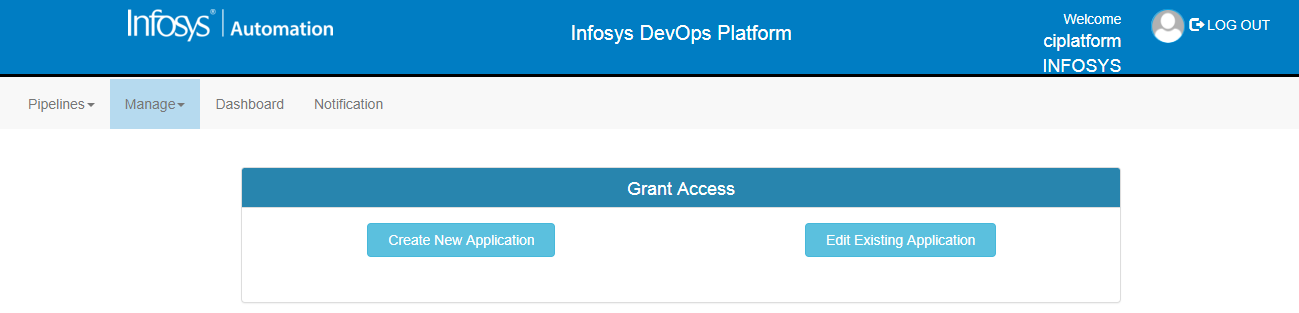 Infosys® | Automation
Infosys DevOps Platform
Welcome
ciplatform
INFOSYS
LOG OUT
Pipelines
Manage
Dashboard
Notification
Grant Access
Create New Application
Edit Existing Application